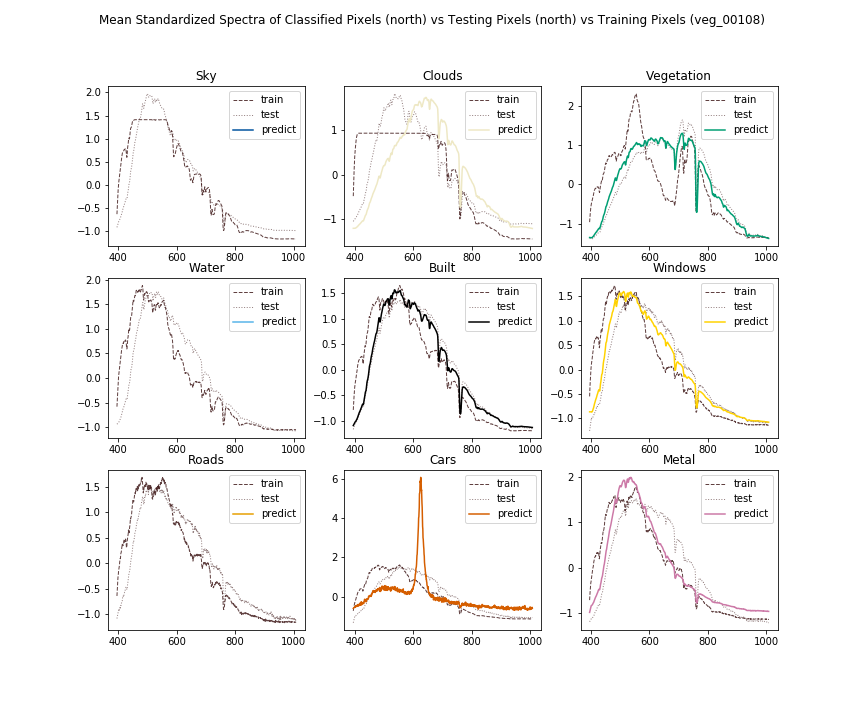 Mean Standardized Spectra of Classified Pixels (north) vs Testing Pixels (north) vs Training Pixels (veg_00108)
Sky
2.0
1.5
1.0
0.5
0.0
−0.5
−1.0
400 600 800 1000
train
test
predict
Clouds
1
0
−1
400 600 800 1000
train
test
predict
Vegetation
2
1
0
−1
400 600 800 1000
train
test
predict
Water
2.0
1.5
1.0
0.5
0.0
−0.5
−1.0
400 600 800 1000
train
test
predict
Built
1.5
1.0
0.5
0.0
−0.5
−1.0
400 600 800 1000
train
test
predict
Windows
1.5
1.0
0.5
0.0
−0.5
−1.0
400 600 800 1000
train
test
predict
Roads
1.5
1.0
0.5
0.0
−0.5
−1.0
400 600 800 1000
train
test
predict
Cars
6
4
2
0
400 600 800 1000
train
test
predict
Metal
2
1
0
−1
400 600 800 1000
train
test
predict